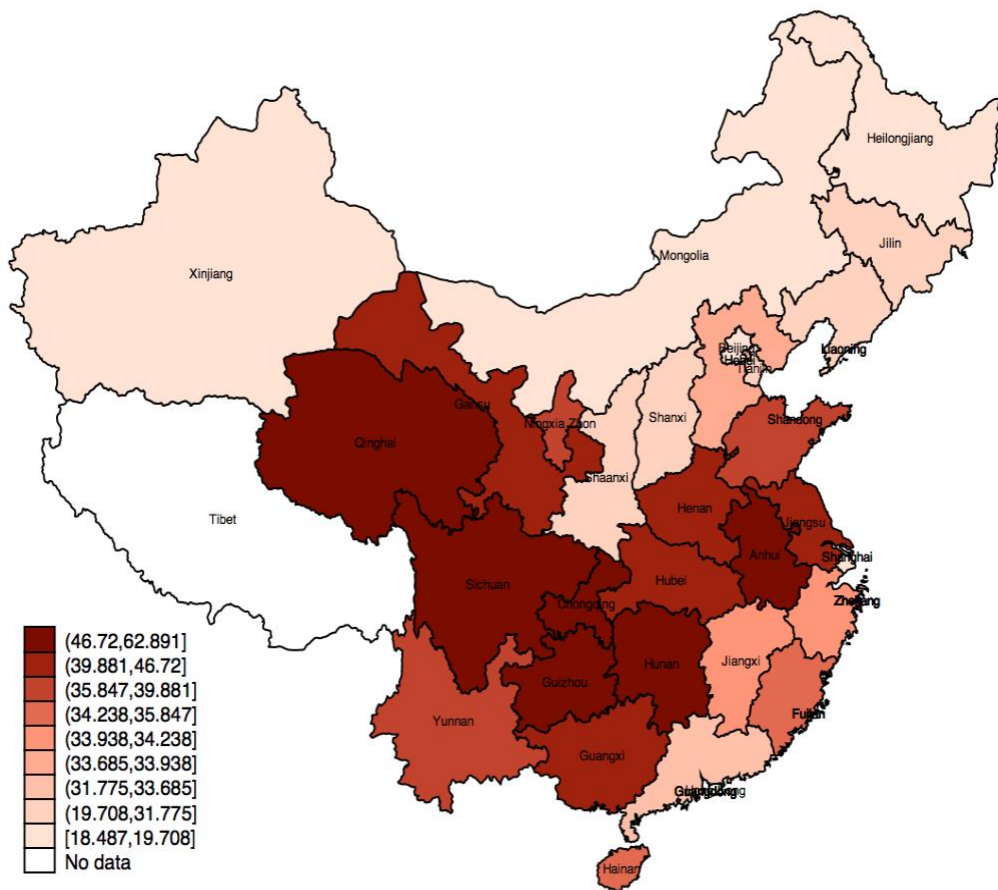 Heilongjiang
Jilin
I Mongolia
Xinjiang
Beijing
Hebei
Tianjin
Liaoning
Gansu
Ningxia Zhon
Shanxi
Shandong
Qinghai
Shaanxi
Henan
Jiangsu
Tibet
Anhui
Shanghai
Sichuan
Hubei
Chongqing
Zhejiang
Hunan
Jiangxi
Guizhou
Fujian
Yunnan
Guangxi
Guangdong
Hainan
(46.72,62.891]
(39.881,46.72]
(35.847,39.881]
(34.238,35.847]
(33.938,34.238]
(33.685,33.938]
(31.775,33.685]
(19.708,31.775]
[18.487,19.708]
No data